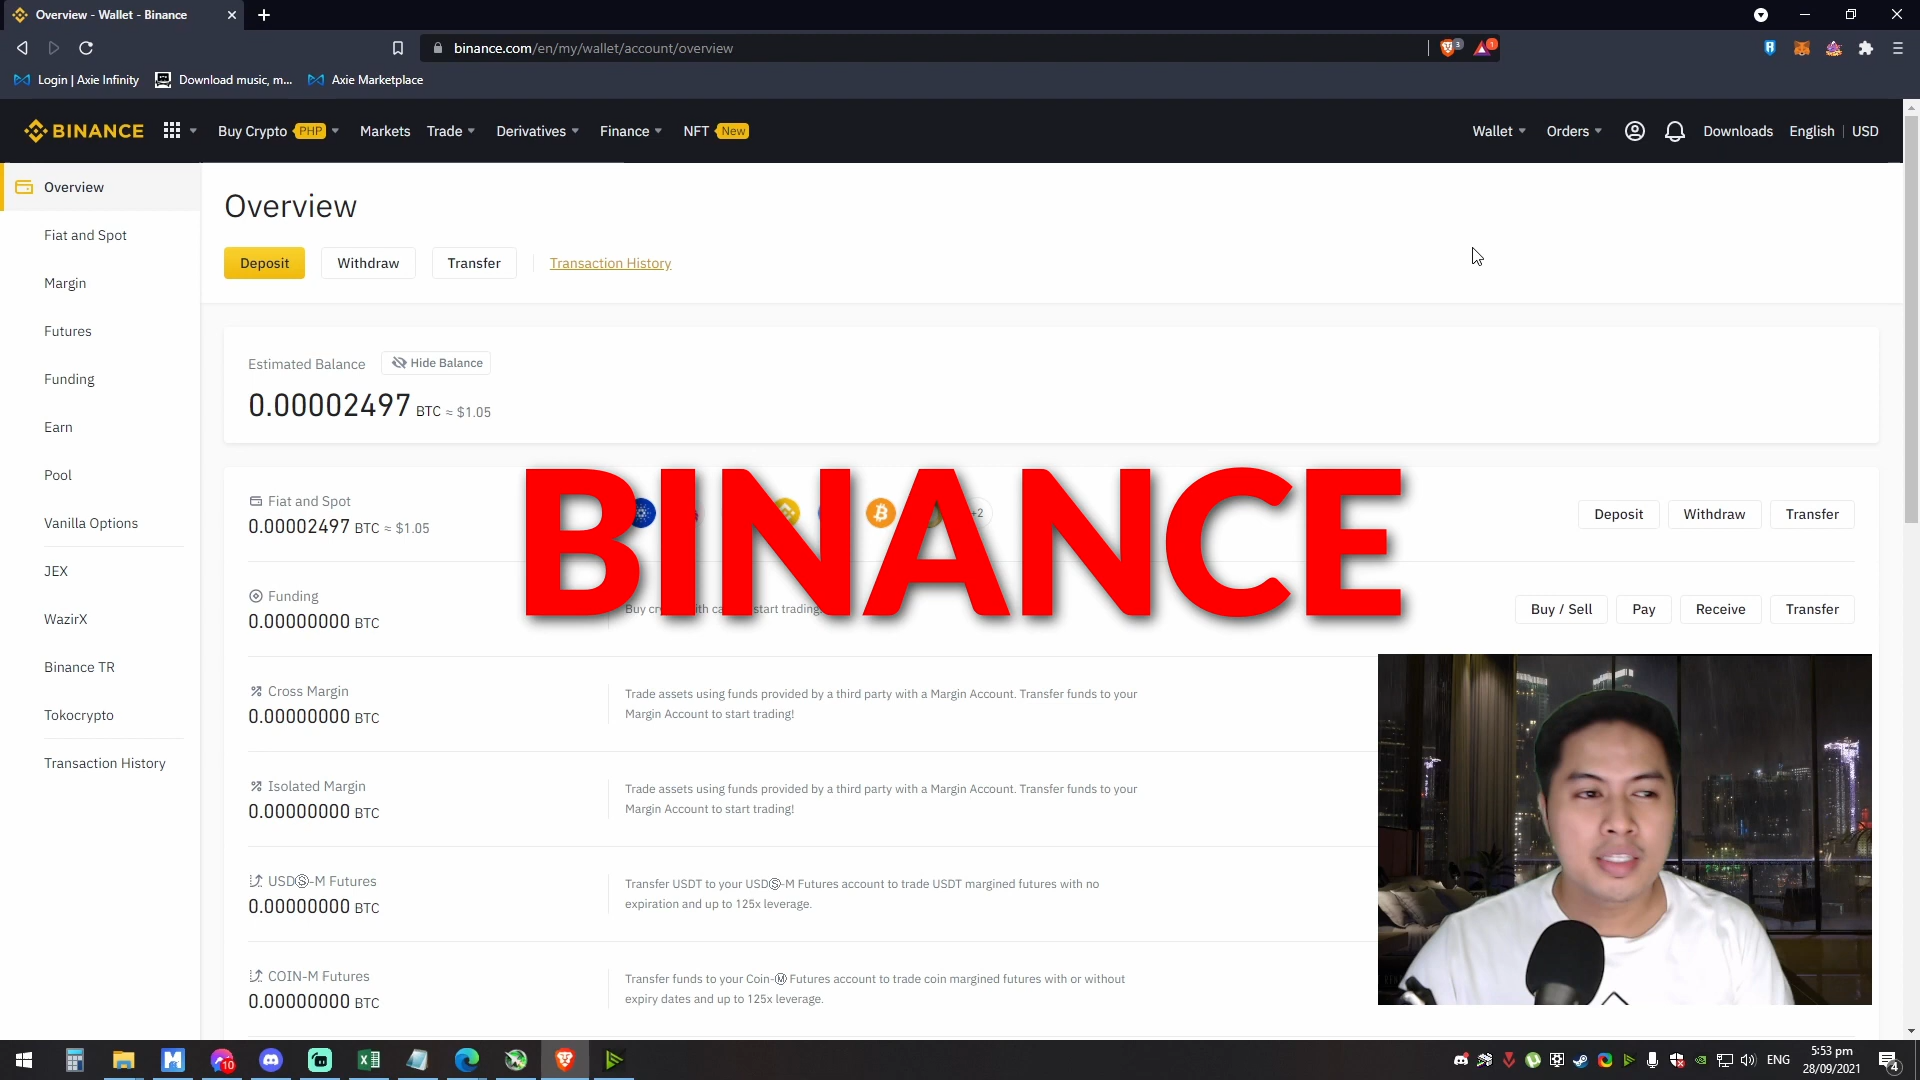 Overview - Wallet - Binance
binance.com/en/my/wallet/account/overview
3
1
Login | Axie Infinity
Download music, m...
Axie Marketplace
BINANCE
Buy Crypto PHP
Markets
Trade
Derivatives
Finance
NFT New
Wallet
Orders
Downloads
English
USD
Overview
Fiat and Spot
Margin
Futures
Funding
Earn
Pool
Vanilla Options
JEX
WazirX
Binance TR
Tokocrypto
Transaction History
Overview
Deposit
Withdraw
Transfer
Transaction History
Estimated Balance
Hide Balance
0.00002497 BTC ≈ $1.05
Fiat and Spot
0.00002497 BTC ≈ $1.05
+2
Deposit
Withdraw
Transfer
BINANCE
Funding
0.00000000 BTC
Buy / Sell
Pay
Receive
Transfer
Cross Margin
0.00000000 BTC
Trade assets using funds provided by a third party with a Margin Account. Transfer funds to your
Margin Account to start trading!
Isolated Margin
0.00000000 BTC
Trade assets using funds provided by a third party with a Margin Account. Transfer funds to your
Margin Account to start trading!
USDⓈ-M Futures
0.00000000 BTC
Transfer USDT to your USDⓈ-M Futures account to trade USDT margined futures with no
expiration and up to 125x leverage.
COIN-M Futures
0.00000000 BTC
Transfer funds to your Coin-Ⓜ Futures account to trade coin margined futures with or without
expiry dates and up to 125x leverage.
10
ENG
5:53 pm
28/09/2021
4